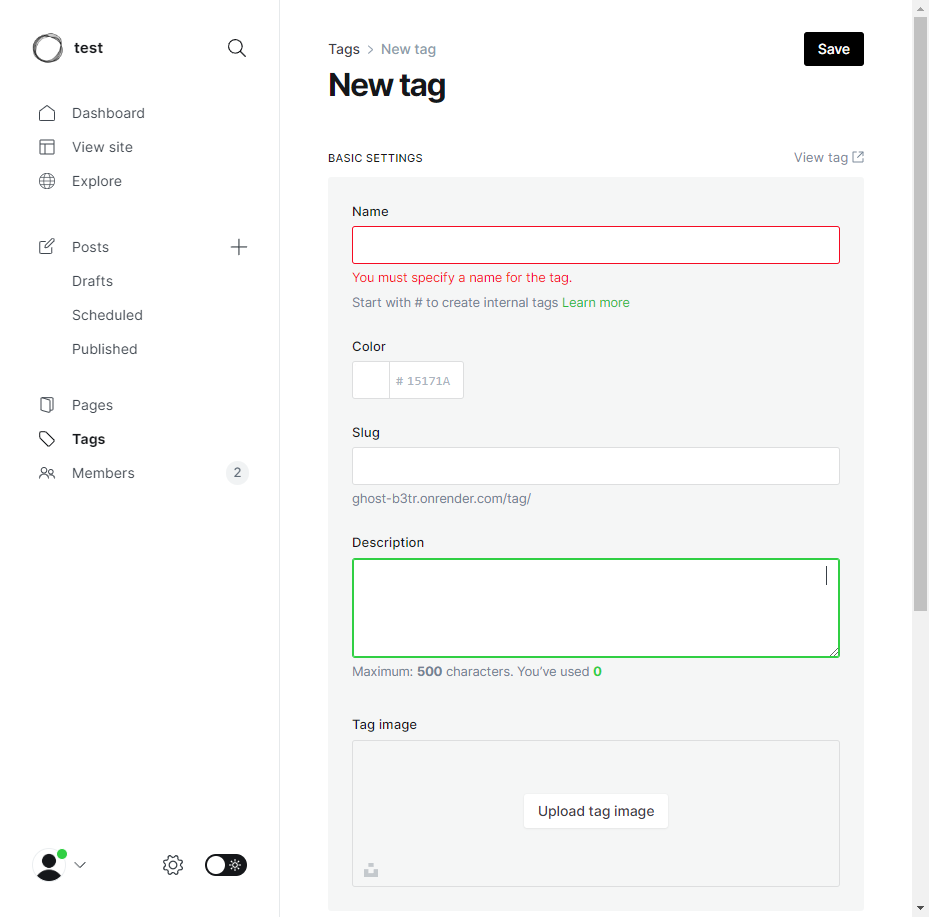 test
Dashboard
View site
Explore
Posts
Drafts
Scheduled
Published
Pages
Tags
Members 2
Tags > New tag
Save
New tag
BASIC SETTINGS
View tag
Name
You must specify a name for the tag.
Start with # to create internal tags Learn more
Color
# 15171A
Slug
ghost-b3tr.onrender.com/tag/
Description
Maximum: 500 characters. You’ve used 0
Tag image
Upload tag image